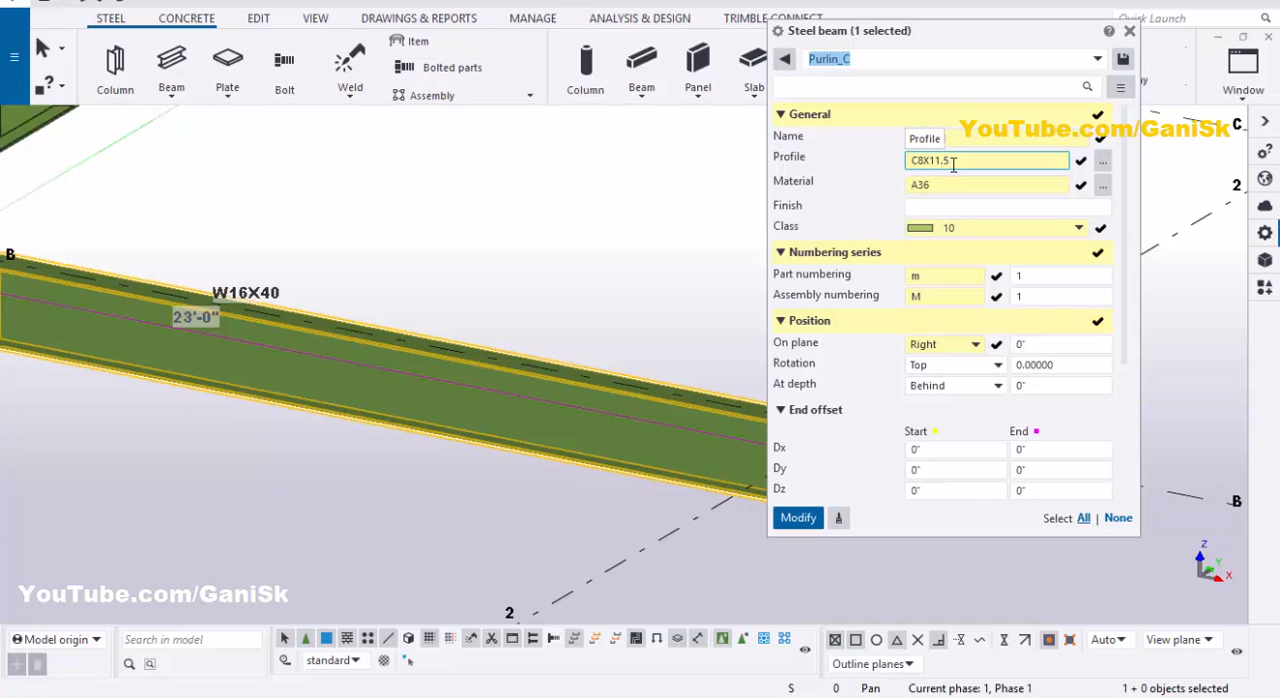 STEEL CONCRETE EDIT VIEW DRAWINGS & REPORTS MANAGE ANALYSIS & DESIGN TRIMBLE CONNECT Quick Launch
Steel beam (1 selected)
Purlin_C
Item
Bolted parts
Assembly
Column Beam Plate Bolt Weld Column Beam Panel Slab Window
General
YouTube.com/GaniSk
C
Name
Profile
Profile C8X11.5
Material A36
2
Finish
Class 10
B
Numbering series
Part numbering m 1
Assembly numbering M 1
W16X40
23'-0"
Position
On plane Right 0"
Rotation Top 0.00000
At depth Behind 0"
End offset
Start End
Dx 0" 0"
Dy 0" 0"
Dz 0" 0"
B
Modify Select All | None
Z
Y
X
YouTube.com/GaniSk
2
Model origin Search in model Auto View plane
standard Outline planes
S 0 Pan Current phase: 1, Phase 1 1 + 0 objects selected